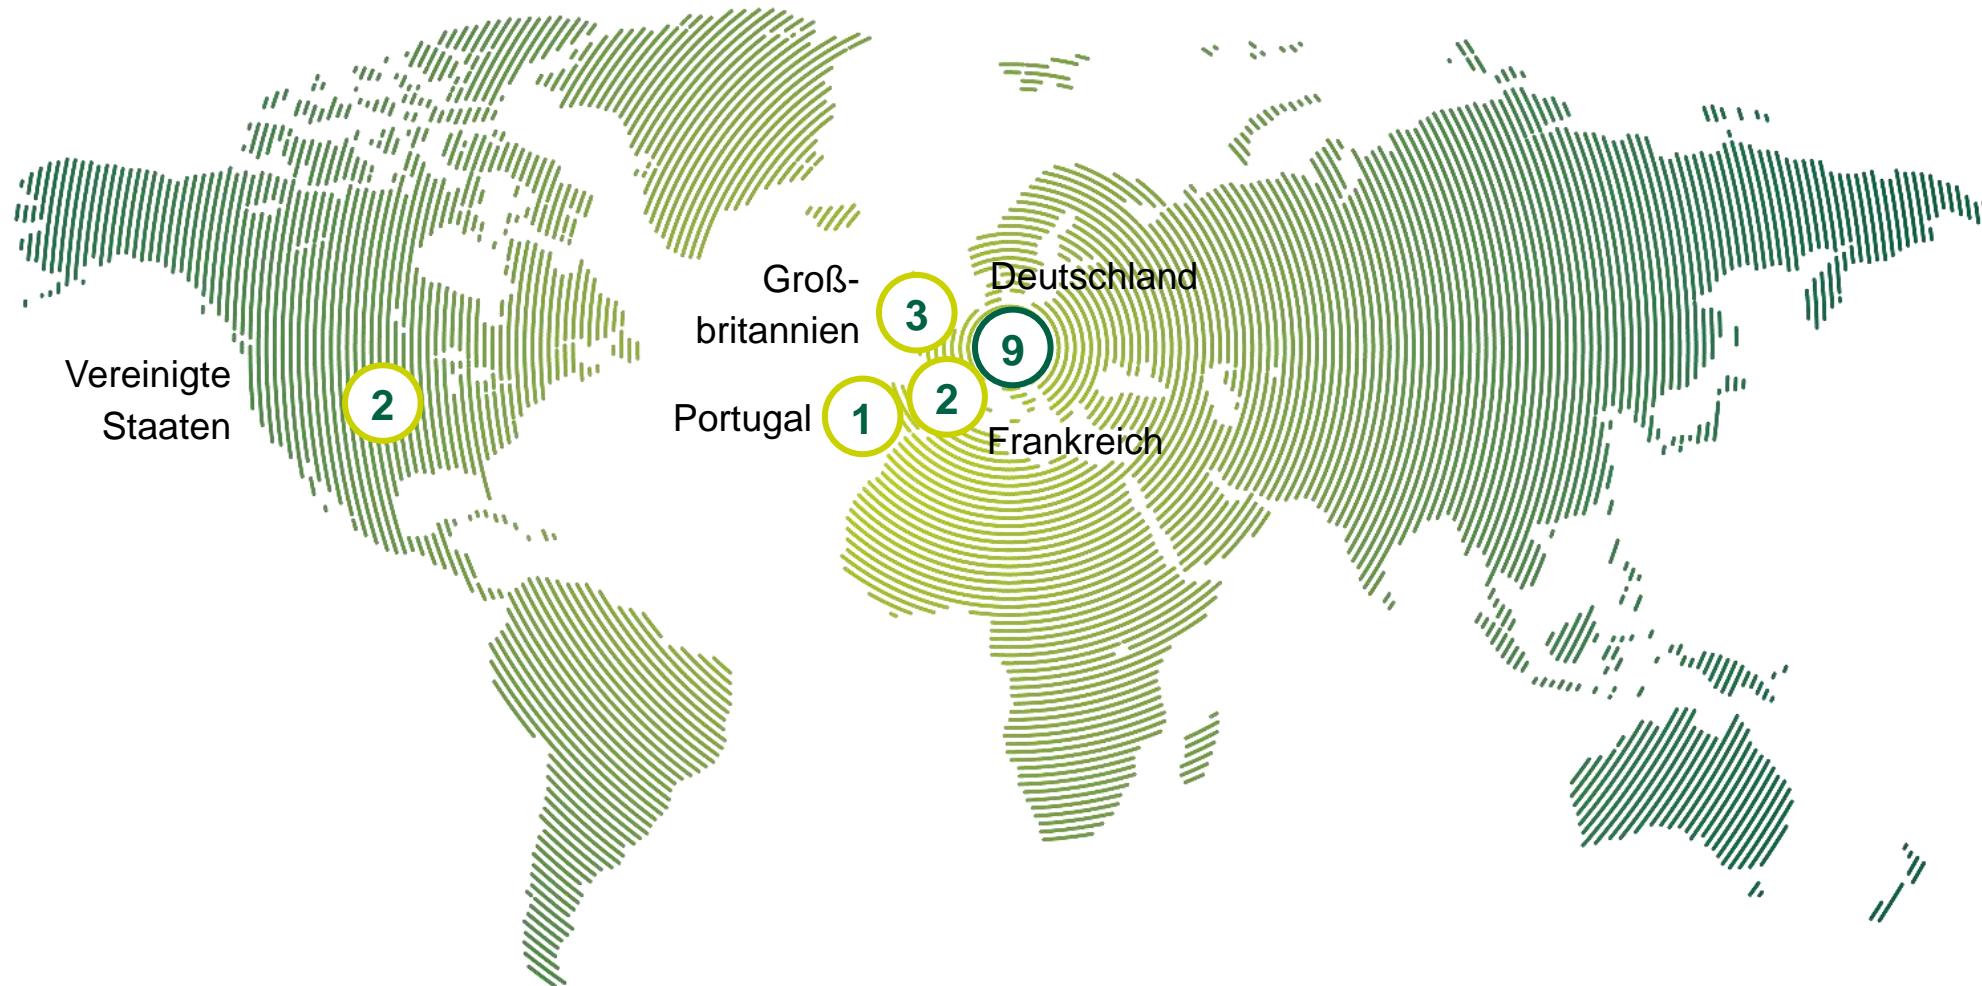 Groß-
britannien
3
Deutschland
9
Vereinigte
Staaten
2
Portugal
1
2
Frankreich